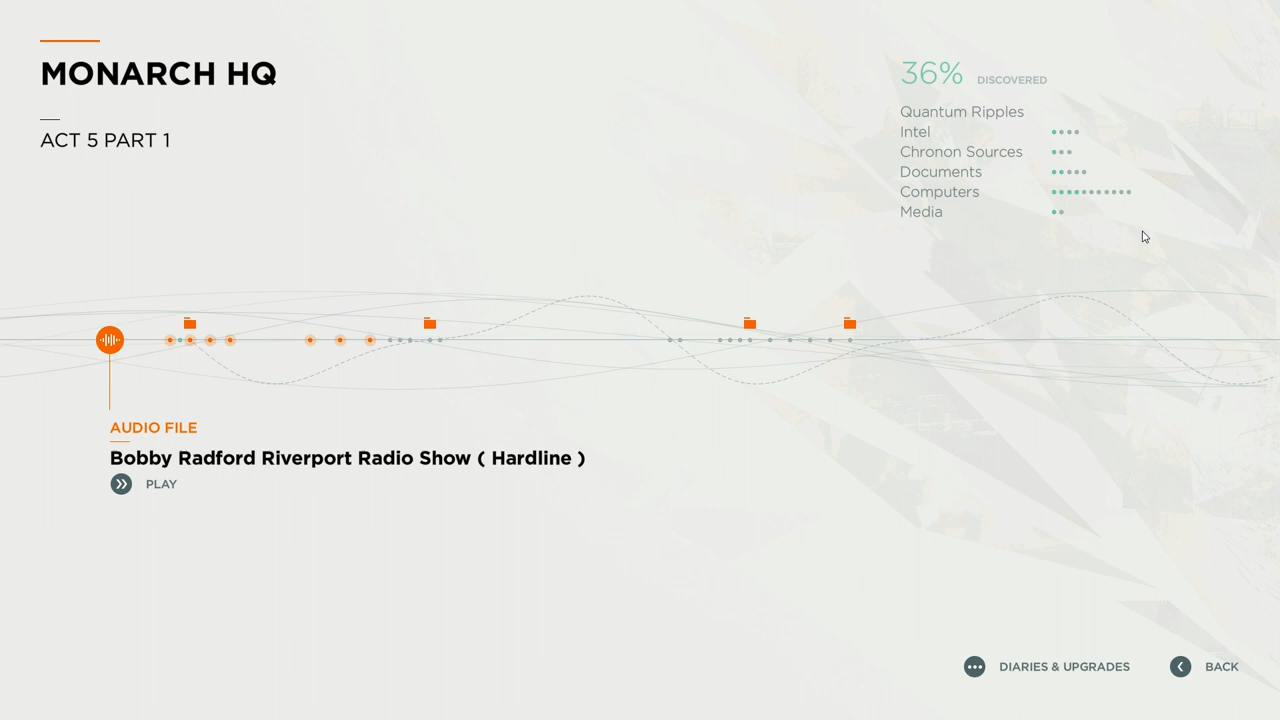 MONARCH HQ
ACT 5 PART 1
36% DISCOVERED
Quantum Ripples
Intel
Chronon Sources
Documents
Computers
Media
AUDIO FILE
Bobby Radford Riverport Radio Show ( Hardline )
PLAY
DIARIES & UPGRADES
BACK